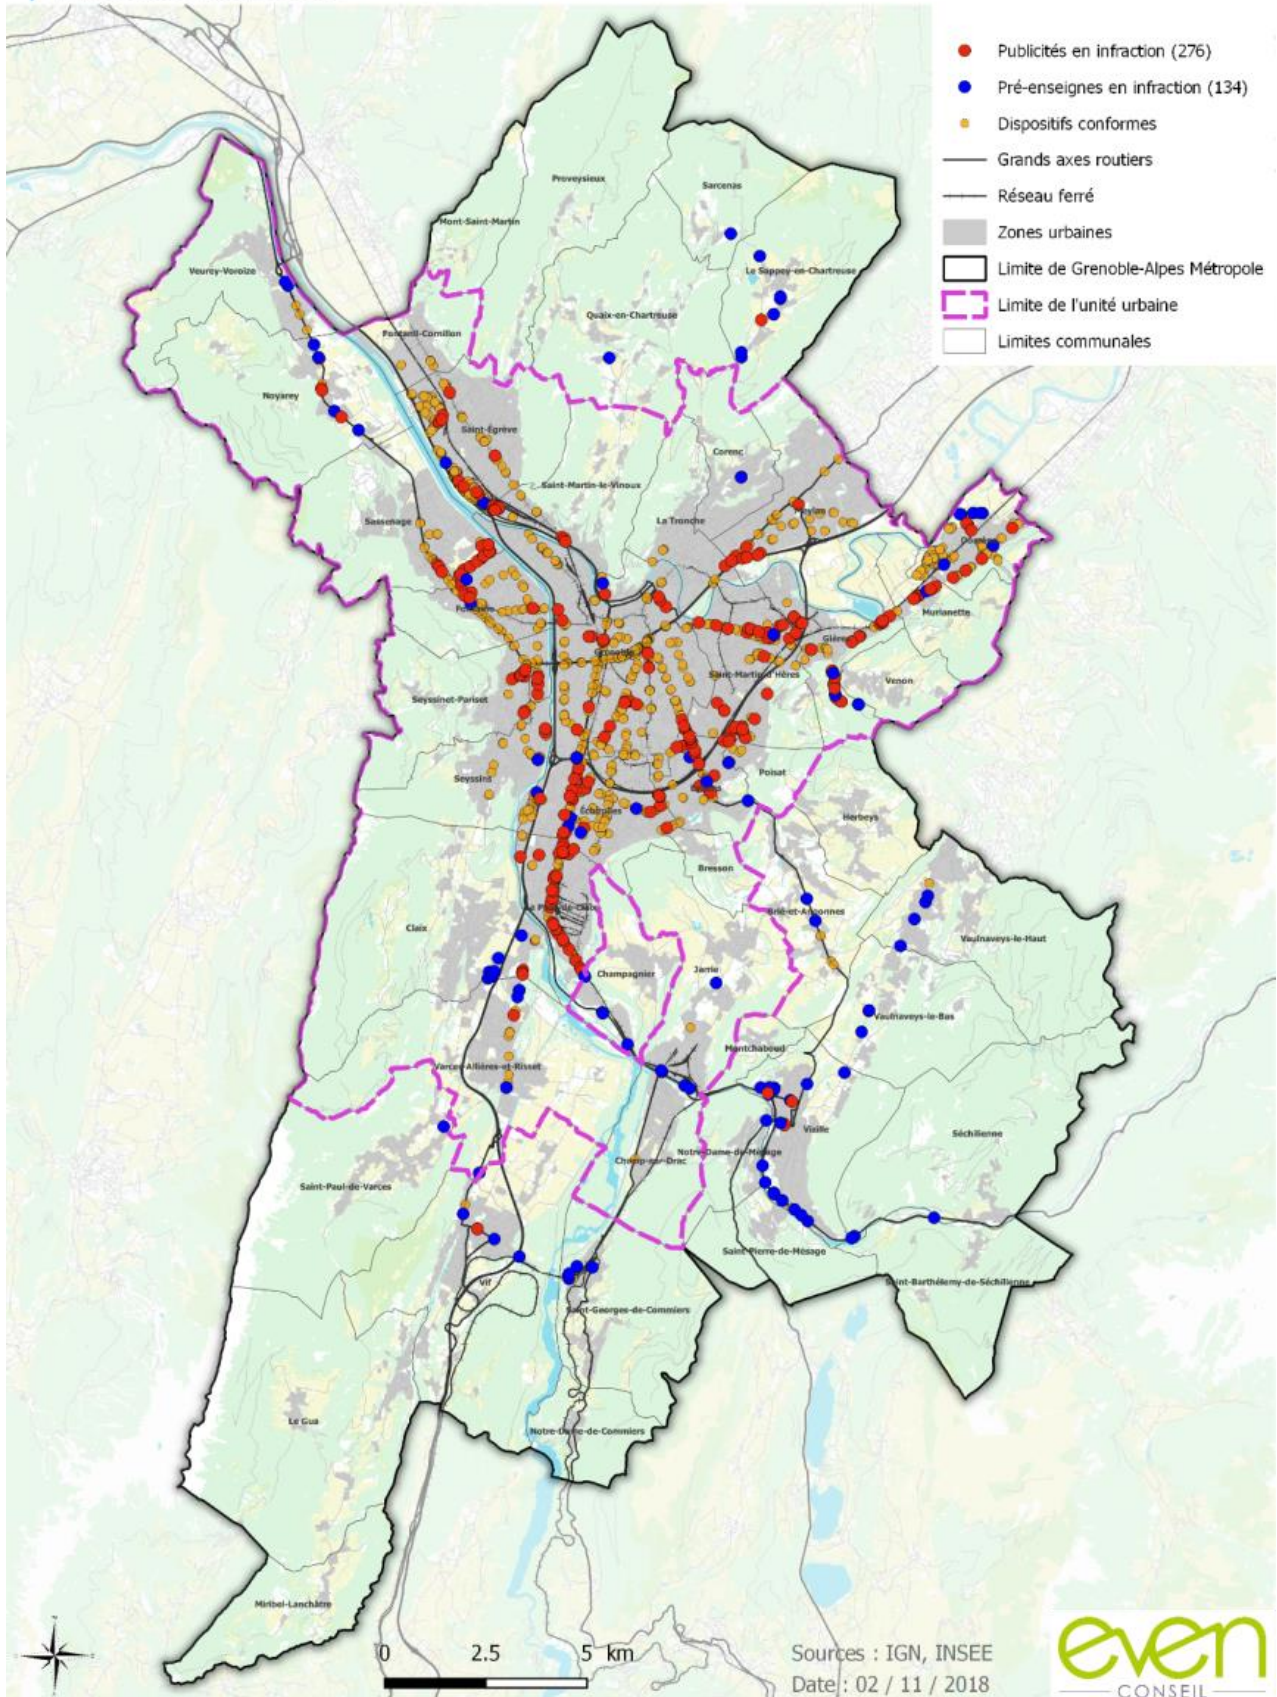 Publicités en infraction (276)
Pré-enseignes en infraction (134)
Dispositifs conformes
Grands axes routiers
Réseau ferré
Zones urbaines
Limite de Grenoble-Alpes Métropole
Limite de l'unité urbaine
Limites communales
Proveysieux
Sarcenas
Mont-Saint-Martin
Veurey-Voroize
Le Sappey-en-Chartreuse
Quaix-en-Chartreuse
Fontanil-Cornillon
Noyarey
Saint-Égrève
Corenc
Saint-Martin-le-Vinoux
La Tronche
Meylan
Sassenage
Domène
Fontaine
Murianette
Gières
Grenoble
Saint-Martin-d'Hères
Venon
Seyssinet-Pariset
Poisat
Seyssins
Eybens
Échirolles
Herbeys
Bresson
Le Pont-de-Claix
Brié-et-Angonnes
Claix
Vaulnaveys-le-Haut
Champagnier
Jarrie
Vaulnaveys-le-Bas
Montchaboud
Varces-Allières-et-Risset
Vizille
Séchilienne
Champ-sur-Drac
Notre-Dame-de-Mésage
Saint-Paul-de-Varces
Saint-Pierre-de-Mésage
Vif
Saint-Barthélemy-de-Séchilienne
Saint-Georges-de-Commiers
Le Gua
Notre-Dame-de-Commiers
Miribel-Lanchâtre
0 2.5 5 km
Sources : IGN, INSEE
Date : 02 / 11 / 2018
even
CONSEIL